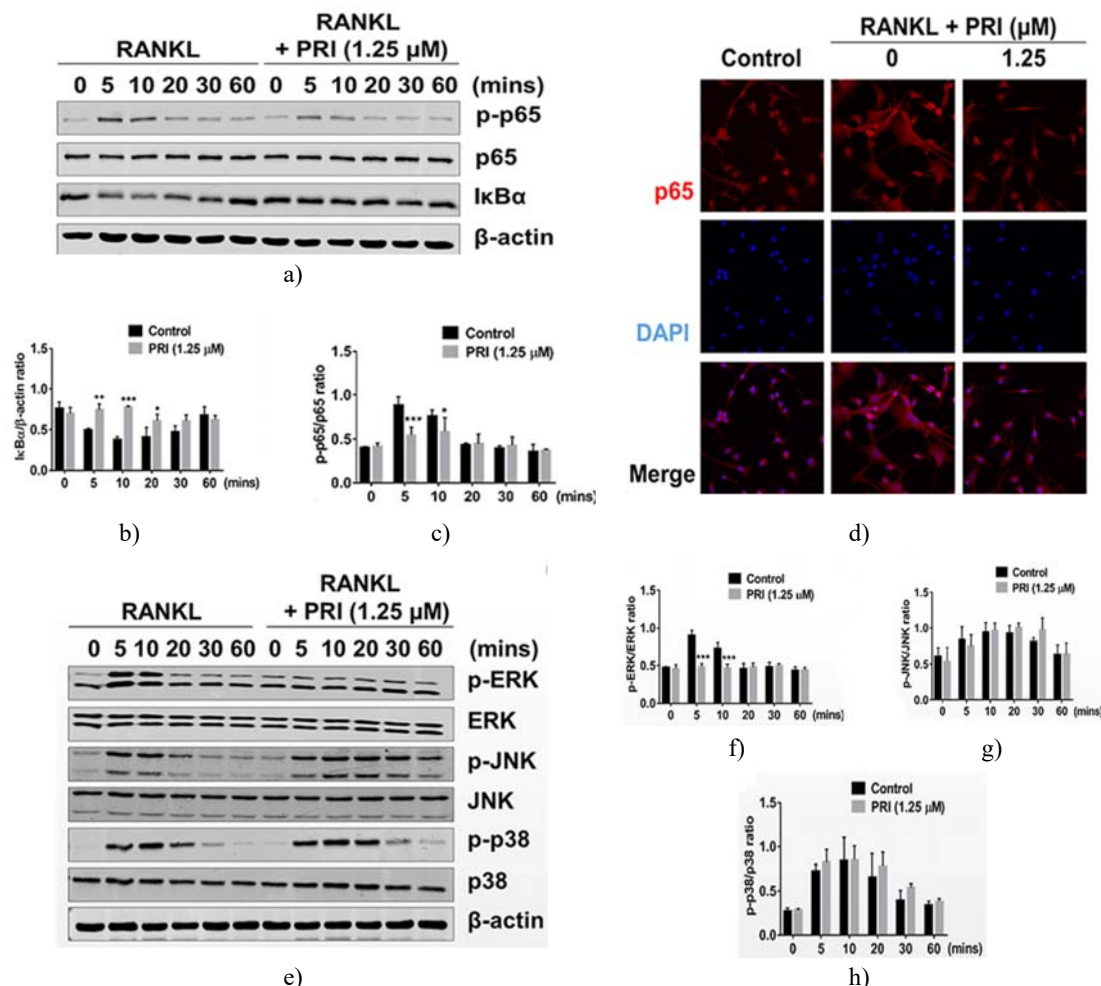 RANKL
RANKL + PRI (1.25 µM)
0 5 10 20 30 60 0 5 10 20 30 60 (mins)
p-p65
p65
IκBα
β-actin
a)
Control
PRI (1.25 µM)
IκBα/β-actin ratio
1.5
1.0
0.5
0.0
0 5 10 20 30 60 (mins)
** *** *
b)
Control
PRI (1.25 µM)
p-p65/p65 ratio
1.5
1.0
0.5
0.0
0 5 10 20 30 60 (mins)
*** *
c)
RANKL + PRI (µM)
Control 0 1.25
p65
DAPI
Merge
d)
RANKL
RANKL + PRI (1.25 µM)
0 5 10 20 30 60 0 5 10 20 30 60 (mins)
p-ERK
ERK
p-JNK
JNK
p-p38
p38
β-actin
e)
Control
PRI (1.25 µM)
p-ERK/ERK ratio
1.5
1.0
0.5
0.0
0 5 10 20 30 60 (mins)
*** ***
f)
Control
PRI (1.25 µM)
p-JNK/JNK ratio
1.5
1.0
0.5
0.0
0 5 10 20 30 60 (mins)
g)
Control
PRI (1.25 µM)
p-p38/p38 ratio
1.5
1.0
0.5
0.0
0 5 10 20 30 60 (mins)
h)